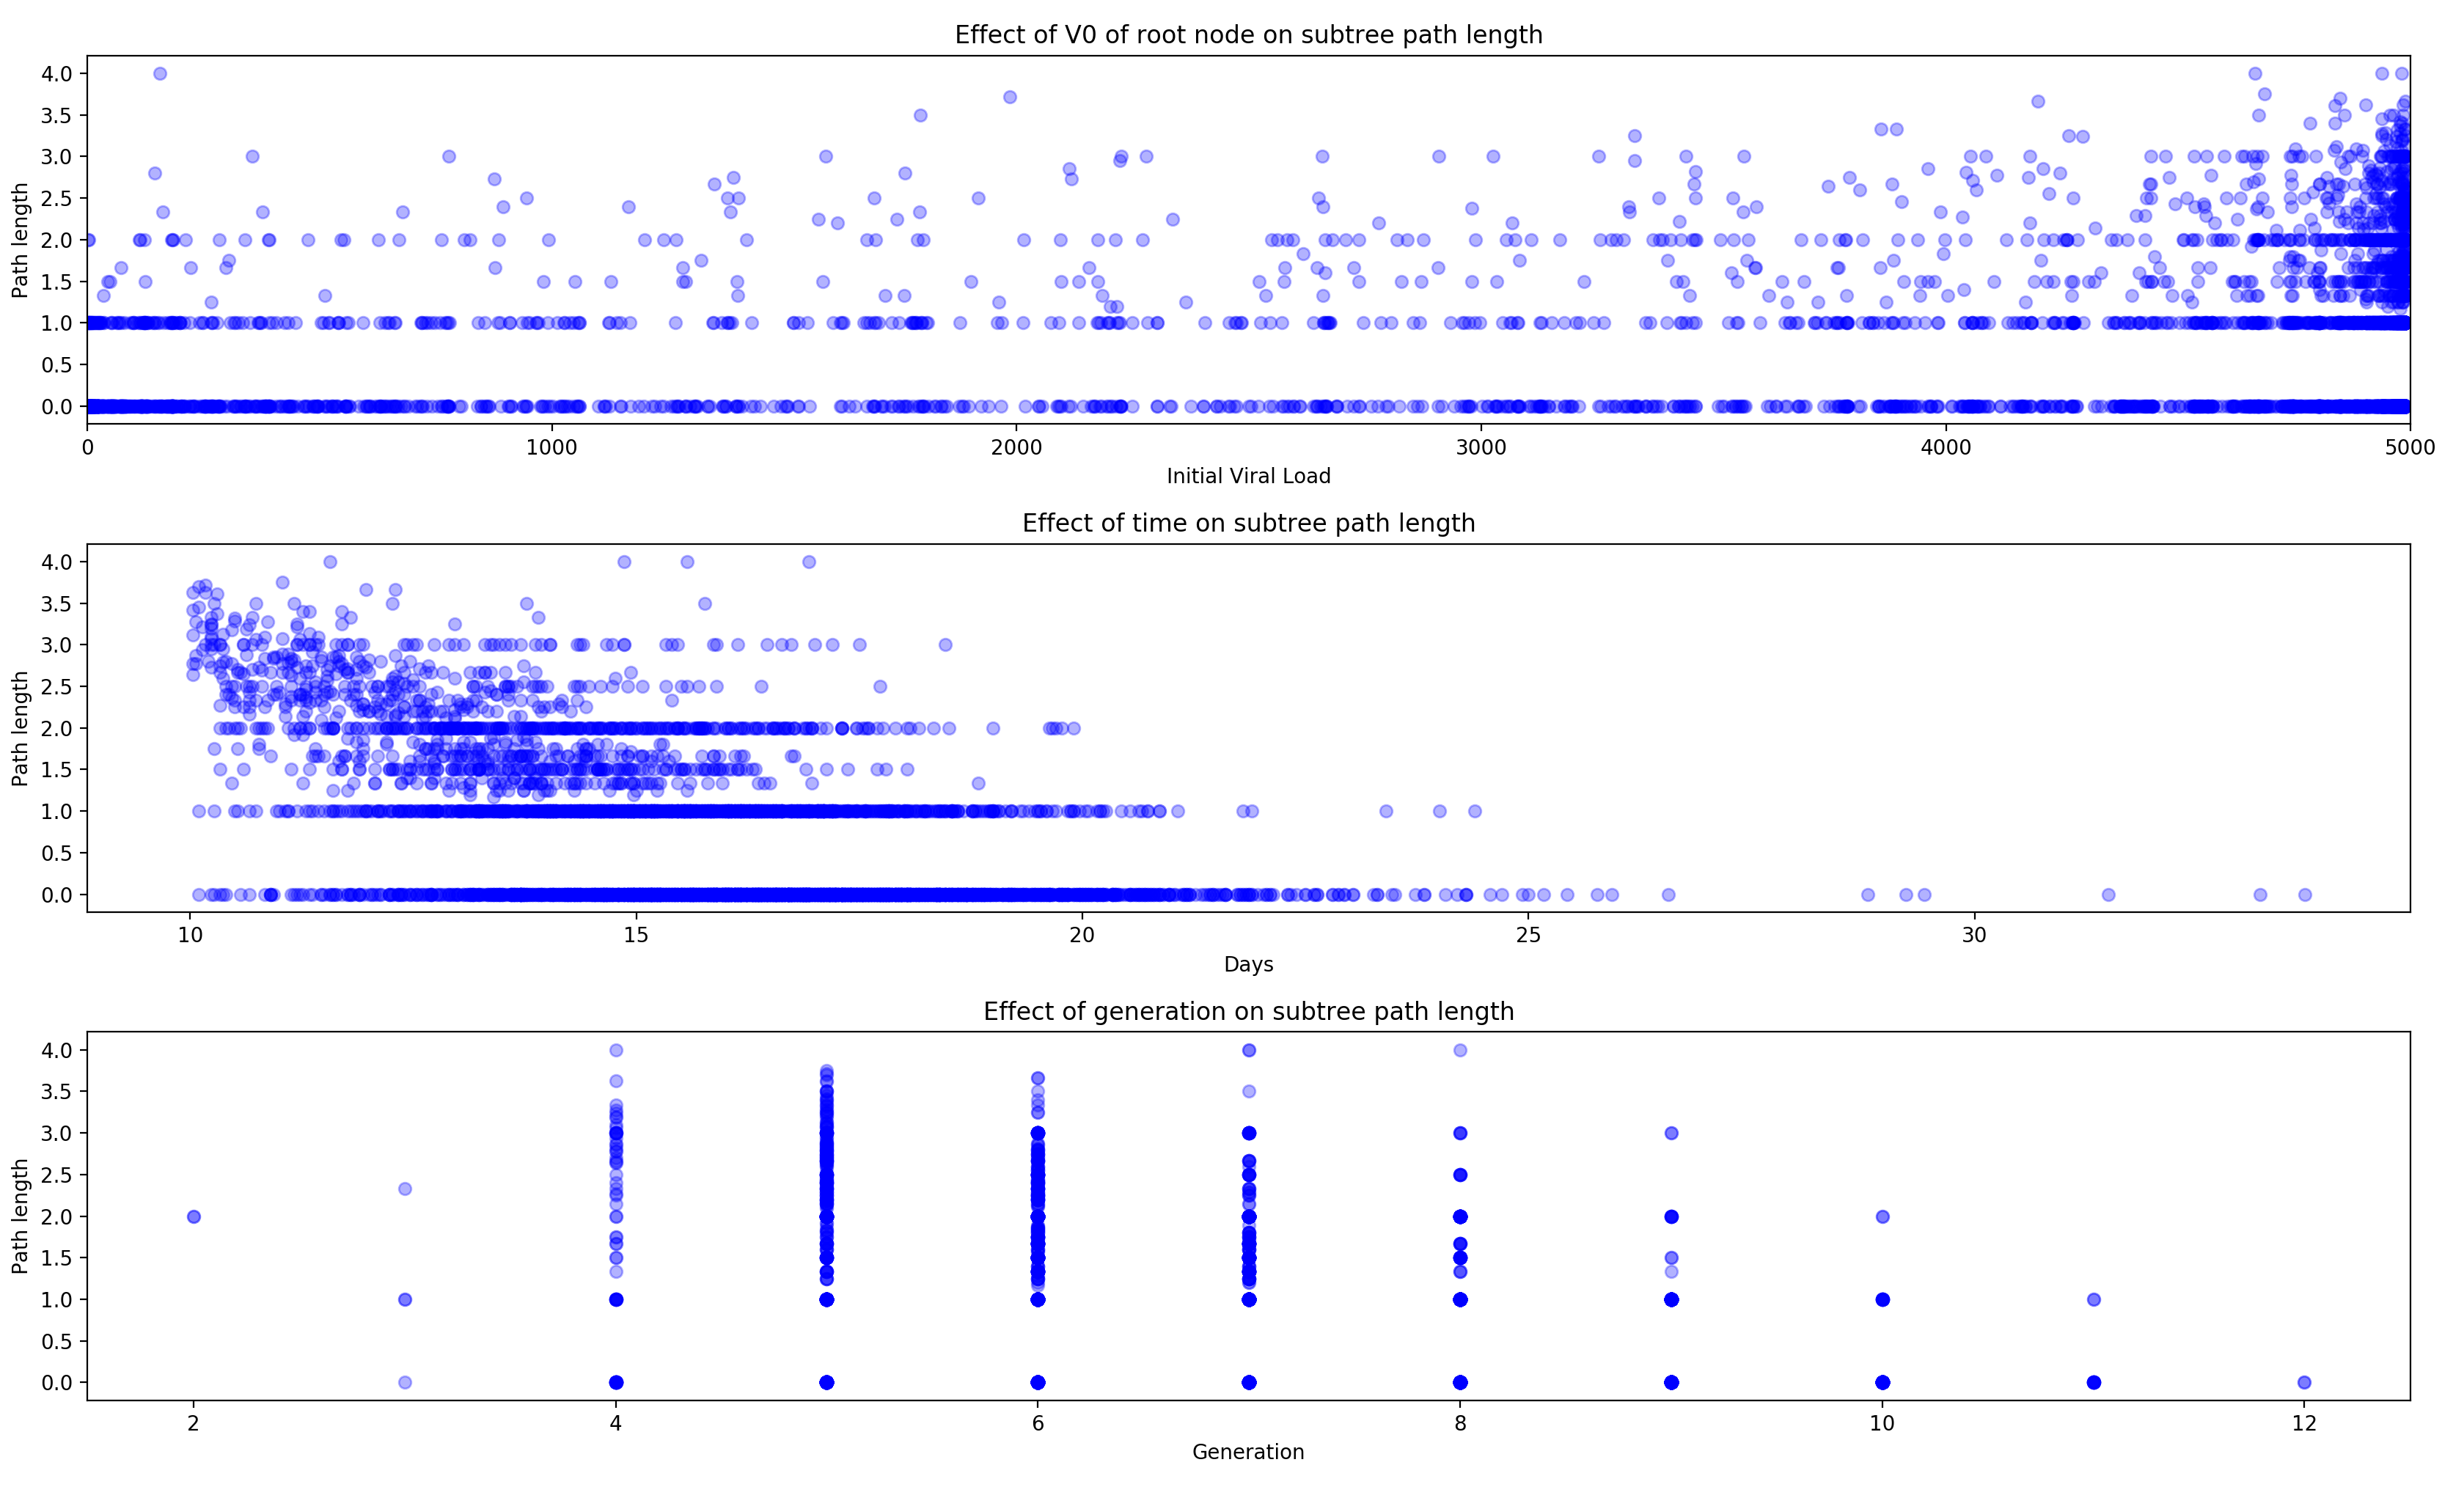 Effect of V0 of root node on subtree path length
Path length
4.0
3.5
3.0
2.5
2.0
1.5
1.0
0.5
0.0
0 1000 2000 3000 4000 5000
Initial Viral Load
Effect of time on subtree path length
Path length
4.0
3.5
3.0
2.5
2.0
1.5
1.0
0.5
0.0
10 15 20 25 30
Days
Effect of generation on subtree path length
Path length
4.0
3.5
3.0
2.5
2.0
1.5
1.0
0.5
0.0
2 4 6 8 10 12
Generation